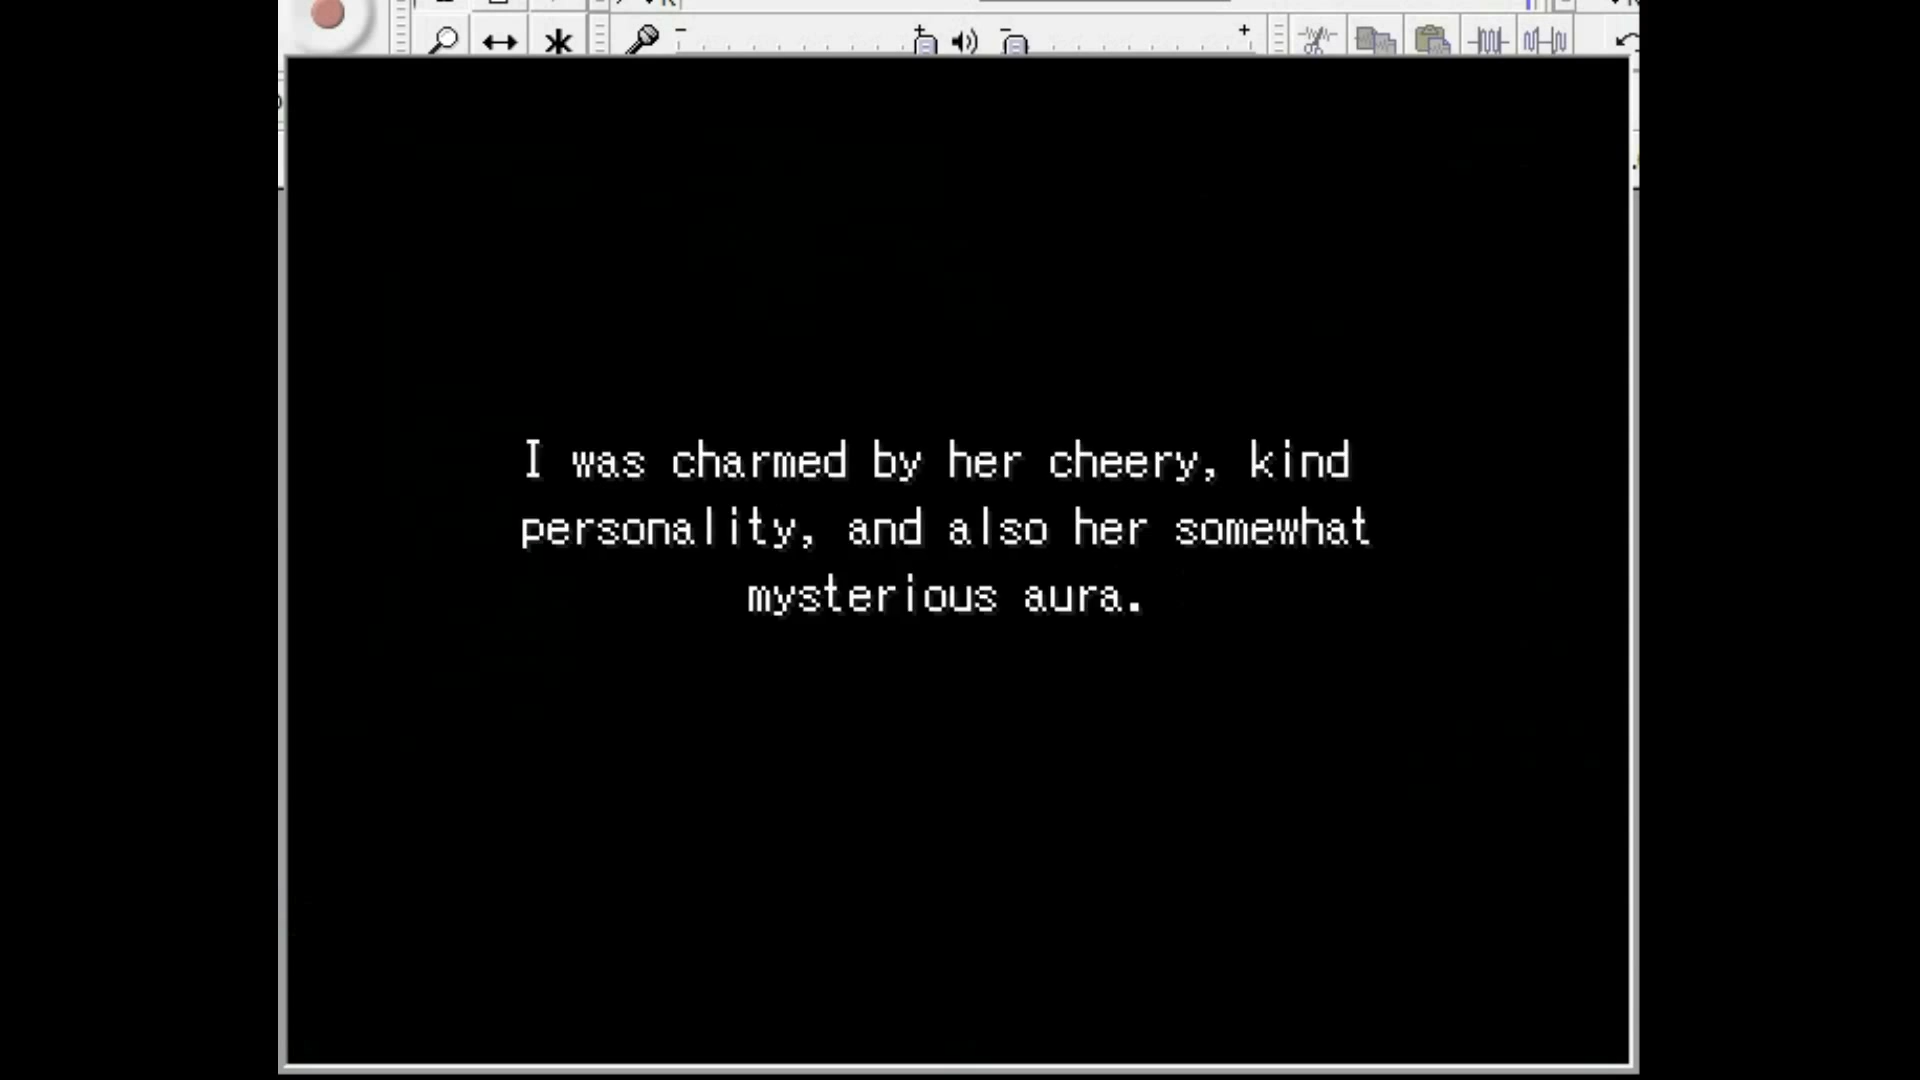 I was charmed by her cheery, kind
personality, and also her somewhat
mysterious aura.